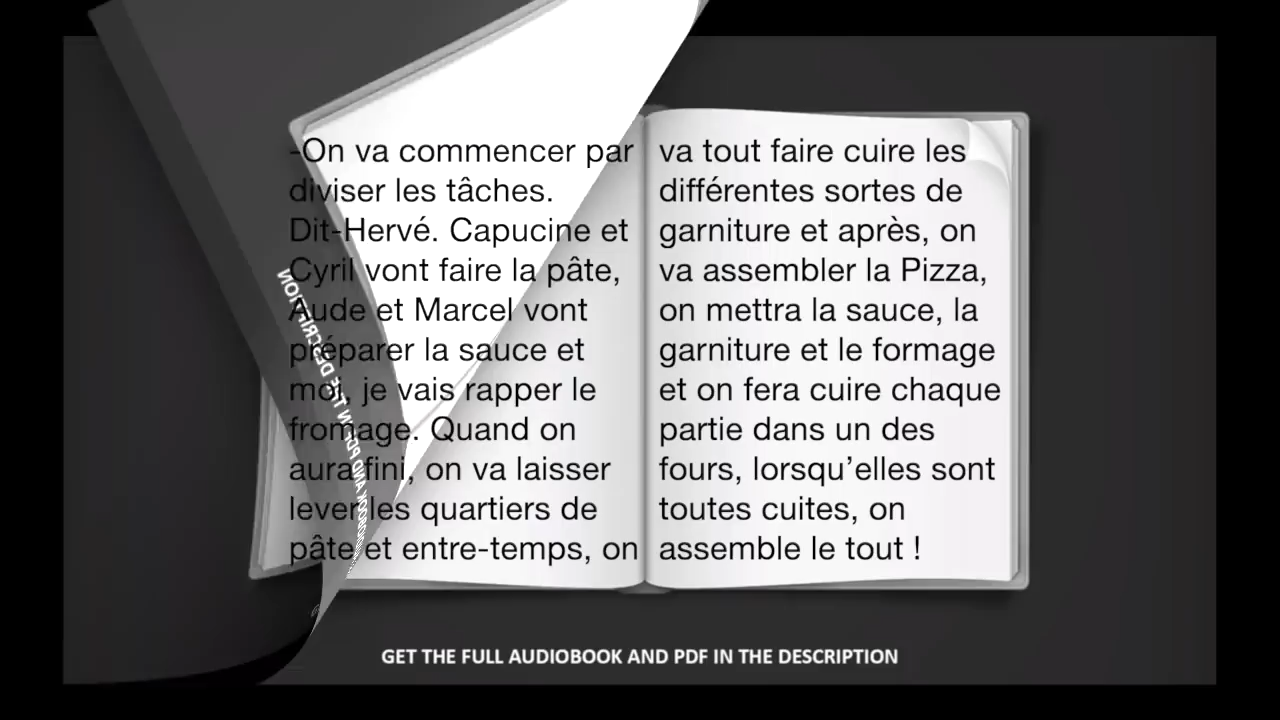 -On va commencer par
diviser les tâches.
Dit-Hervé. Capucine et
Cyril vont faire la pâte,
Aude et Marcel vont
préparer la sauce et
moi, je vais rapper le
fromage. Quand on
aura fini, on va laisser
lever les quartiers de
pâte et entre-temps, on
va tout faire cuire les
différentes sortes de
garniture et après, on
va assembler la Pizza,
on mettra la sauce, la
garniture et le formage
et on fera cuire chaque
partie dans un des
fours, lorsqu’elles sont
toutes cuites, on
assemble le tout !
GET THE FULL AUDIOBOOK AND PDF IN THE DESCRIPTION